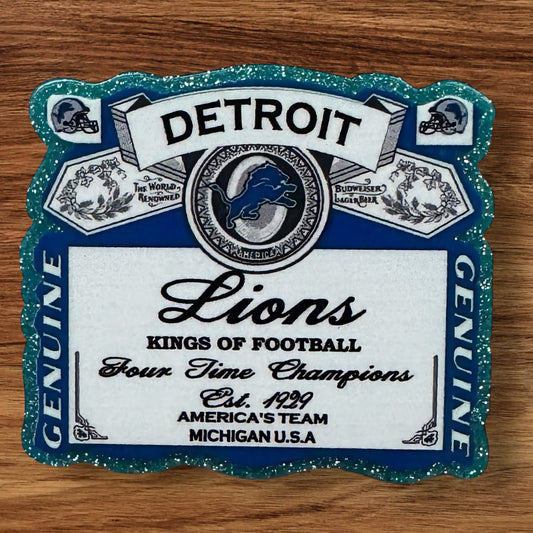 DETROIT
THE WORLD
RENOWNED
BUDWEISER
LAGER BEER
AMERICA
Lions
KINGS OF FOOTBALL
Four Time Champions
Est. 1929
AMERICA'S TEAM
MICHIGAN U.S.A
GENUINE
GENUINE